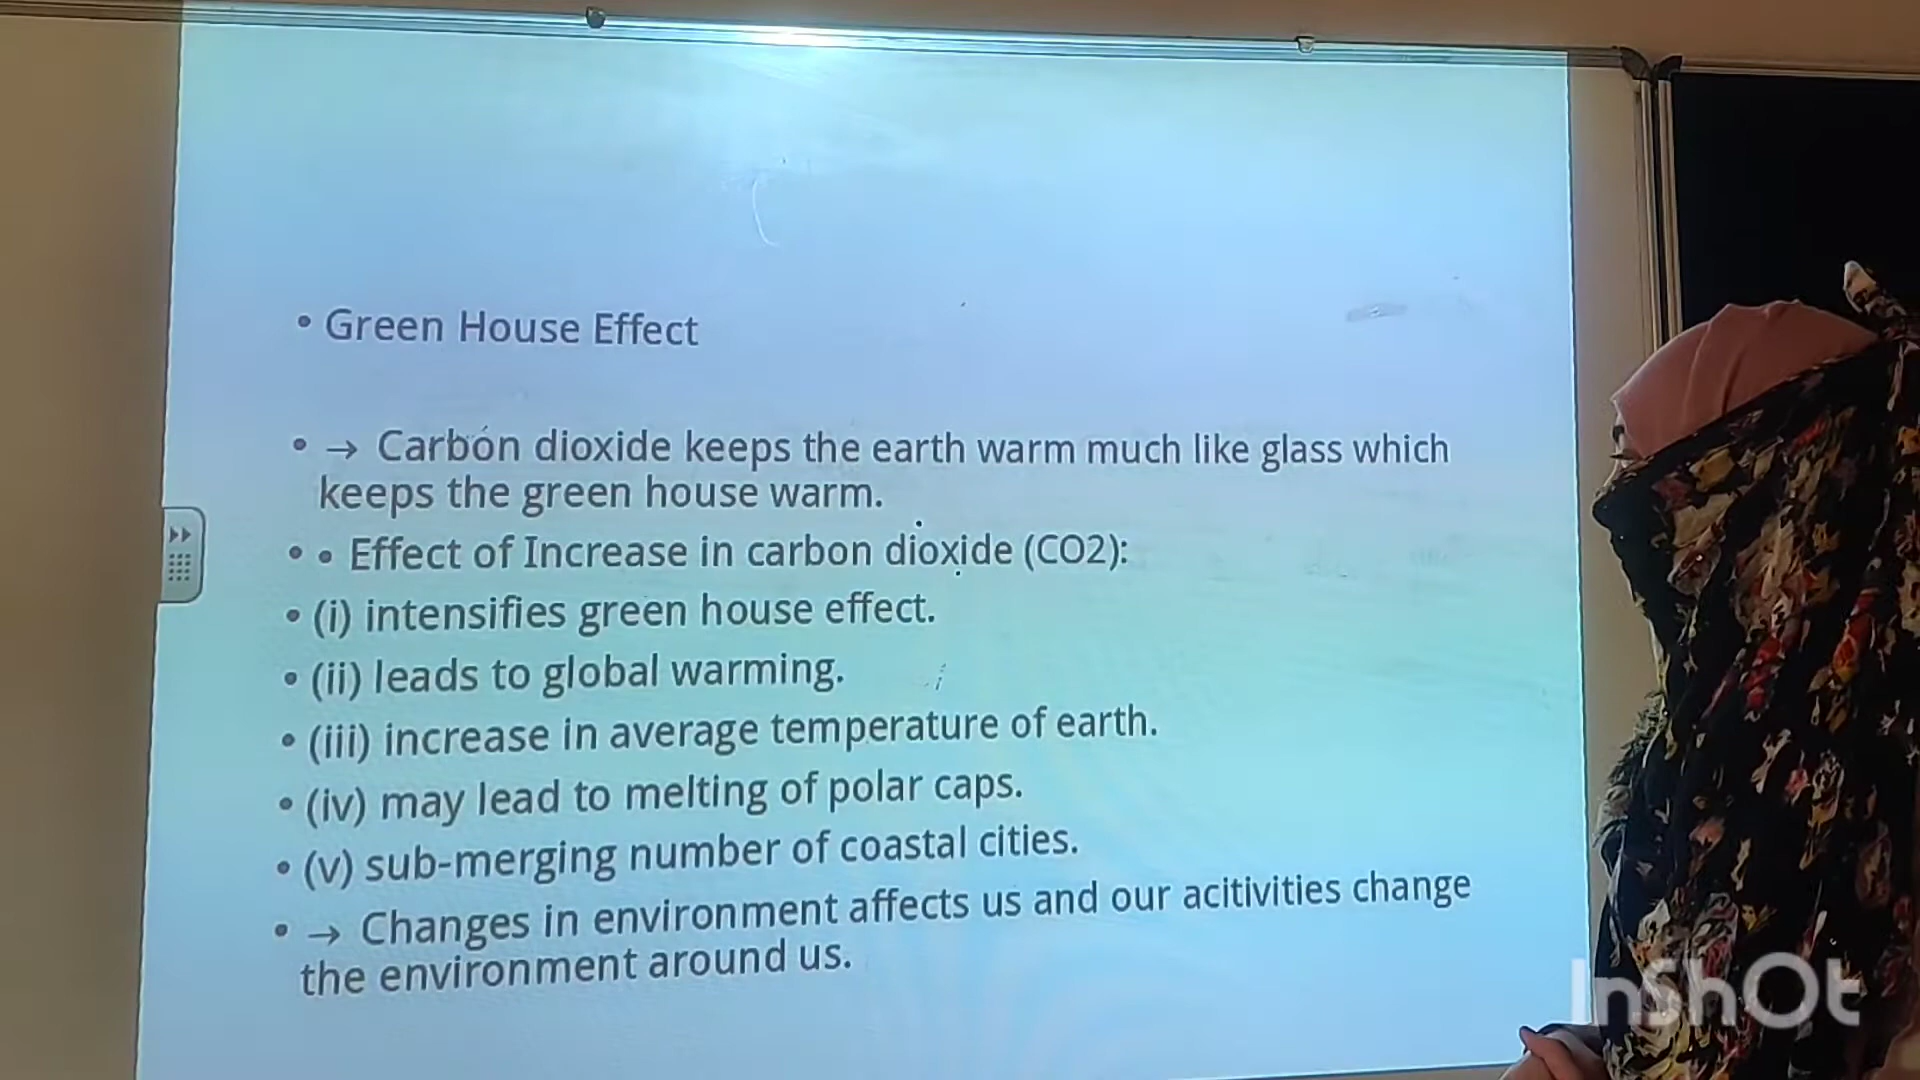 • Green House Effect
• → Carbon dioxide keeps the earth warm much like glass which
keeps the green house warm.
• • Effect of Increase in carbon dioxide (CO2):
• (i) intensifies green house effect.
• (ii) leads to global warming.
• (iii) increase in average temperature of earth.
• (iv) may lead to melting of polar caps.
• (v) sub-merging number of coastal cities.
• → Changes in environment affects us and our acitivities change
the environment around us.
InShOt